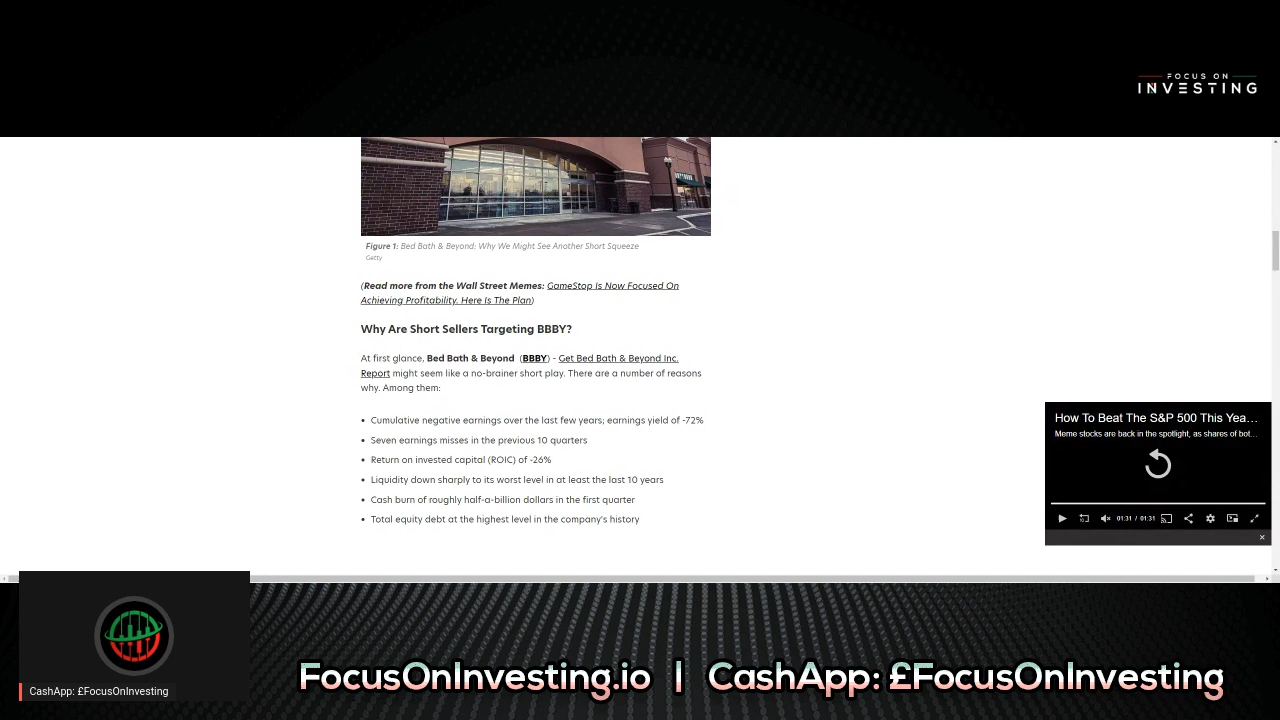 FOCUS ON
INVESTING
Figure 1: Bed Bath & Beyond: Why We Might See Another Short Squeeze
Getty
(Read more from the Wall Street Memes: GameStop Is Now Focused On
Achieving Profitability. Here Is The Plan)
Why Are Short Sellers Targeting BBBY?
At first glance, Bed Bath & Beyond (BBBY) - Get Bed Bath & Beyond Inc.
Report might seem like a no-brainer short play. There are a number of reasons
why. Among them:
• Cumulative negative earnings over the last few years; earnings yield of -72%
• Seven earnings misses in the previous 10 quarters
• Return on invested capital (ROIC) of -26%
• Liquidity down sharply to its worst level in at least the last 10 years
• Cash burn of roughly half-a-billion dollars in the first quarter
• Total equity debt at the highest level in the company's history
How To Beat The S&P 500 This Yea...
Meme stocks are back in the spotlight, as shares of bot...
01:31 / 01:31
CashApp: £FocusOnInvesting
FocusOnInvesting.io | CashApp: £FocusOnInvesting